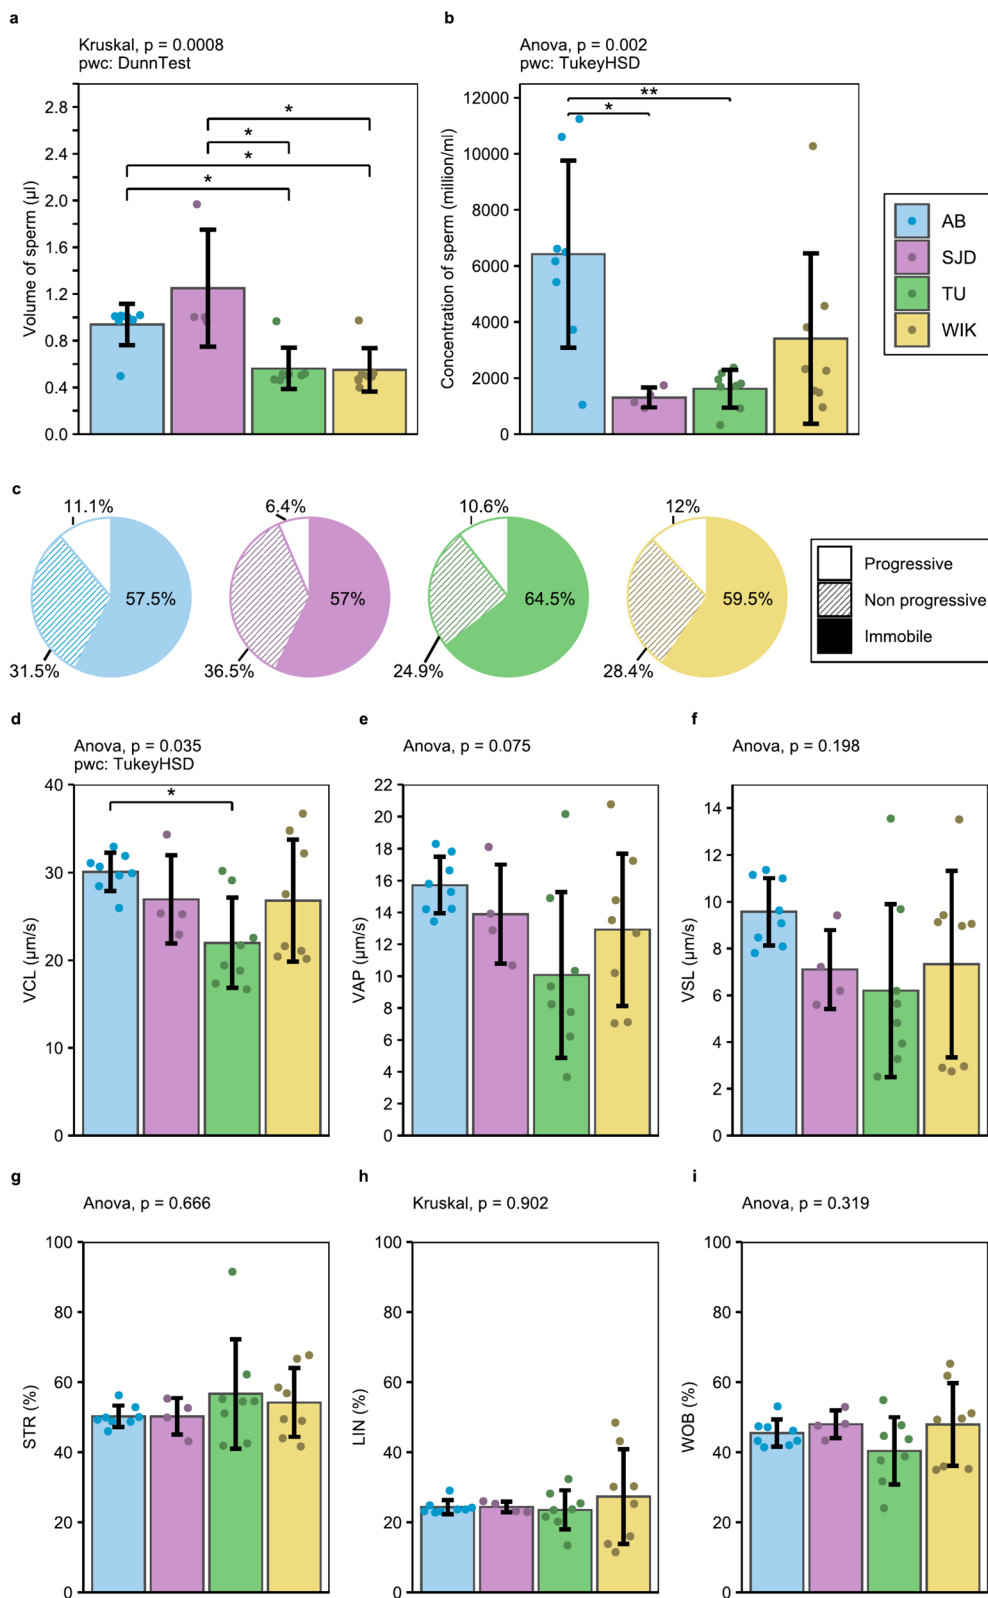 a
Kruskal, p = 0.0008
pwc: DunnTest
Volume of sperm (µl)
2.8
2.4
2.0
1.6
1.2
0.8
0.4
0.0
*
*
*
*
b
Anova, p = 0.002
pwc: TukeyHSD
Concentration of sperm (million/ml)
12000
10000
8000
6000
4000
2000
0
**
*
AB
SJD
TU
WIK
c
11.1%
57.5%
31.5%
6.4%
57%
36.5%
10.6%
64.5%
24.9%
12%
59.5%
28.4%
Progressive
Non progressive
Immobile
d
Anova, p = 0.035
pwc: TukeyHSD
VCL (µm/s)
40
30
20
10
0
*
e
Anova, p = 0.075
VAP (µm/s)
22
20
18
16
14
12
10
8
6
4
2
0
f
Anova, p = 0.198
VSL (µm/s)
14
12
10
8
6
4
2
0
g
Anova, p = 0.666
STR (%)
100
80
60
40
20
0
h
Kruskal, p = 0.902
LIN (%)
100
80
60
40
20
0
i
Anova, p = 0.319
WOB (%)
100
80
60
40
20
0